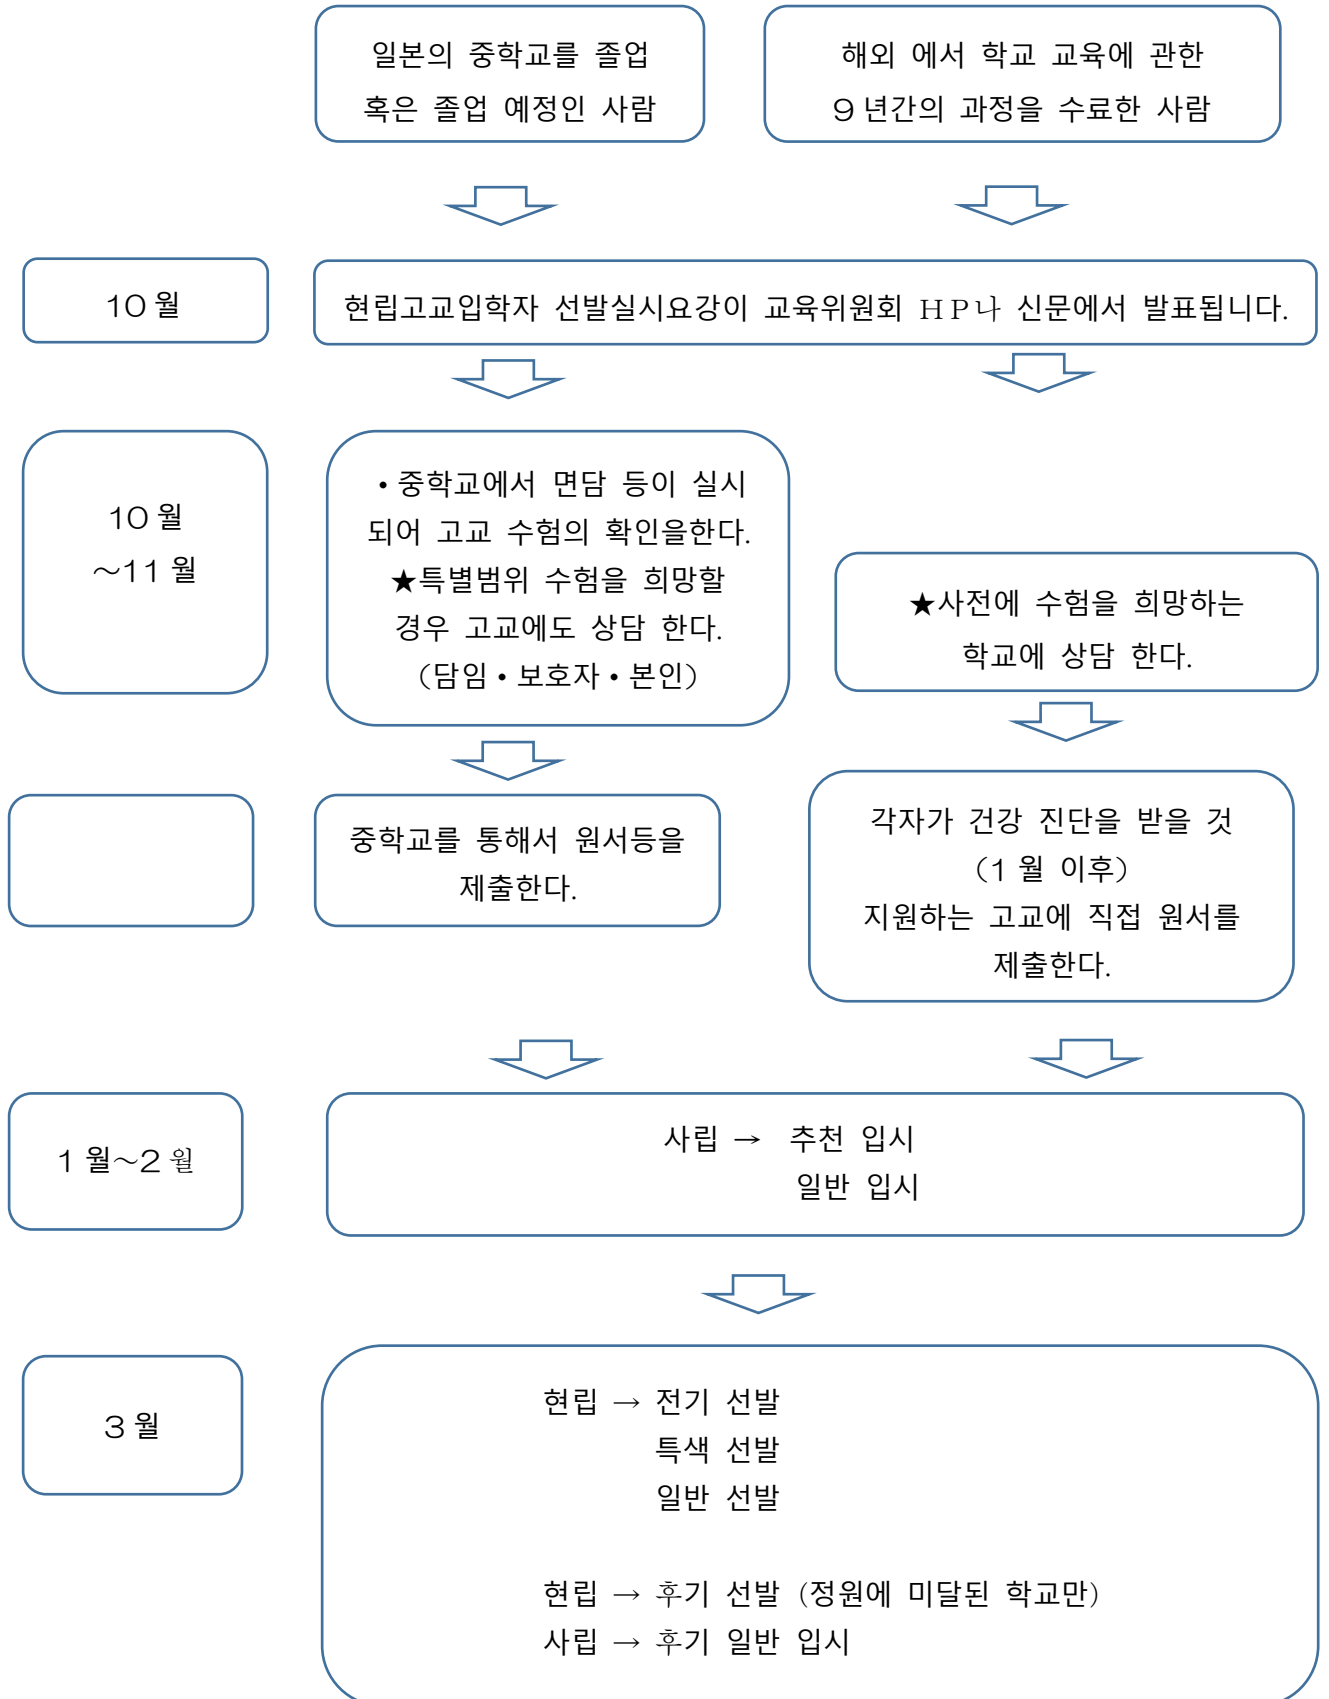 일본의 중학교를 졸업
혹은 졸업 예정인 사람
해외 에서 학교 교육에 관한
9년간의 과정을 수료한 사람
10월
현립고교입학자 선발실시요강이 교육위원회 HP나 신문에서 발표됩니다.
10월
～11월
•중학교에서 면담 등이 실시
되어 고교 수험의 확인을한다.
★특별범위 수험을 희망할
경우 고교에도 상담 한다.
（담임•보호자•본인）
★사전에 수험을 희망하는
학교에 상담 한다.
중학교를 통해서 원서등을
제출한다.
각자가 건강 진단을 받을 것
（1월 이후）
지원하는 고교에 직접 원서를
제출한다.
1월～2월
사립 → 추천 입시
일반 입시
3월
현립 → 전기 선발
특색 선발
일반 선발
현립 → 후기 선발 (정원에 미달된 학교만)
사립 → 후기 일반 입시